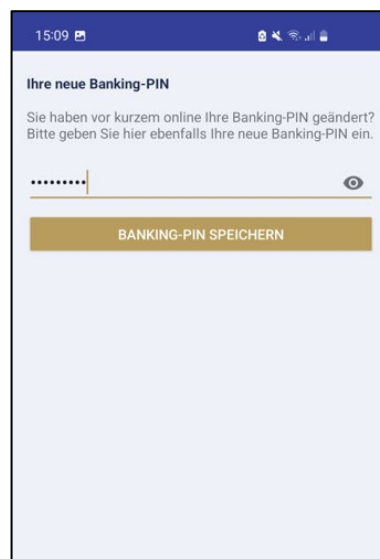 15:09
Ihre neue Banking-PIN
Sie haben vor kurzem online Ihre Banking-PIN geändert?
Bitte geben Sie hier ebenfalls Ihre neue Banking-PIN ein.
•••••••••
BANKING-PIN SPEICHERN